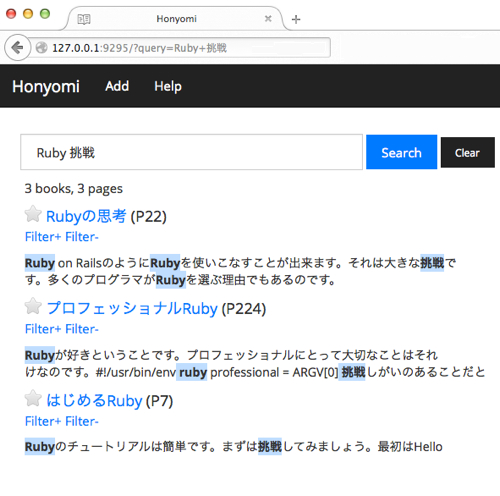 Honyomi
127.0.0.1:9295/?query=Ruby+挑戦
Honyomi Add Help
Ruby 挑戦 Search Clear
3 books, 3 pages
Rubyの思考 (P22)
Filter+ Filter-
Ruby on RailsのようにRubyを使いこなすことが出来ます。それは大きな挑戦で
す。多くのプログラマがRubyを選ぶ理由でもあるのです。
プロフェッショナルRuby (P224)
Filter+ Filter-
Rubyが好きということです。プロフェッショナルにとって大切なことはそれ
けなのです。#!/usr/bin/env ruby professional = ARGV[0] 挑戦しがいのあることだと
はじめるRuby (P7)
Filter+ Filter-
Rubyのチュートリアルは簡単です。まずは挑戦してみましょう。最初はHello